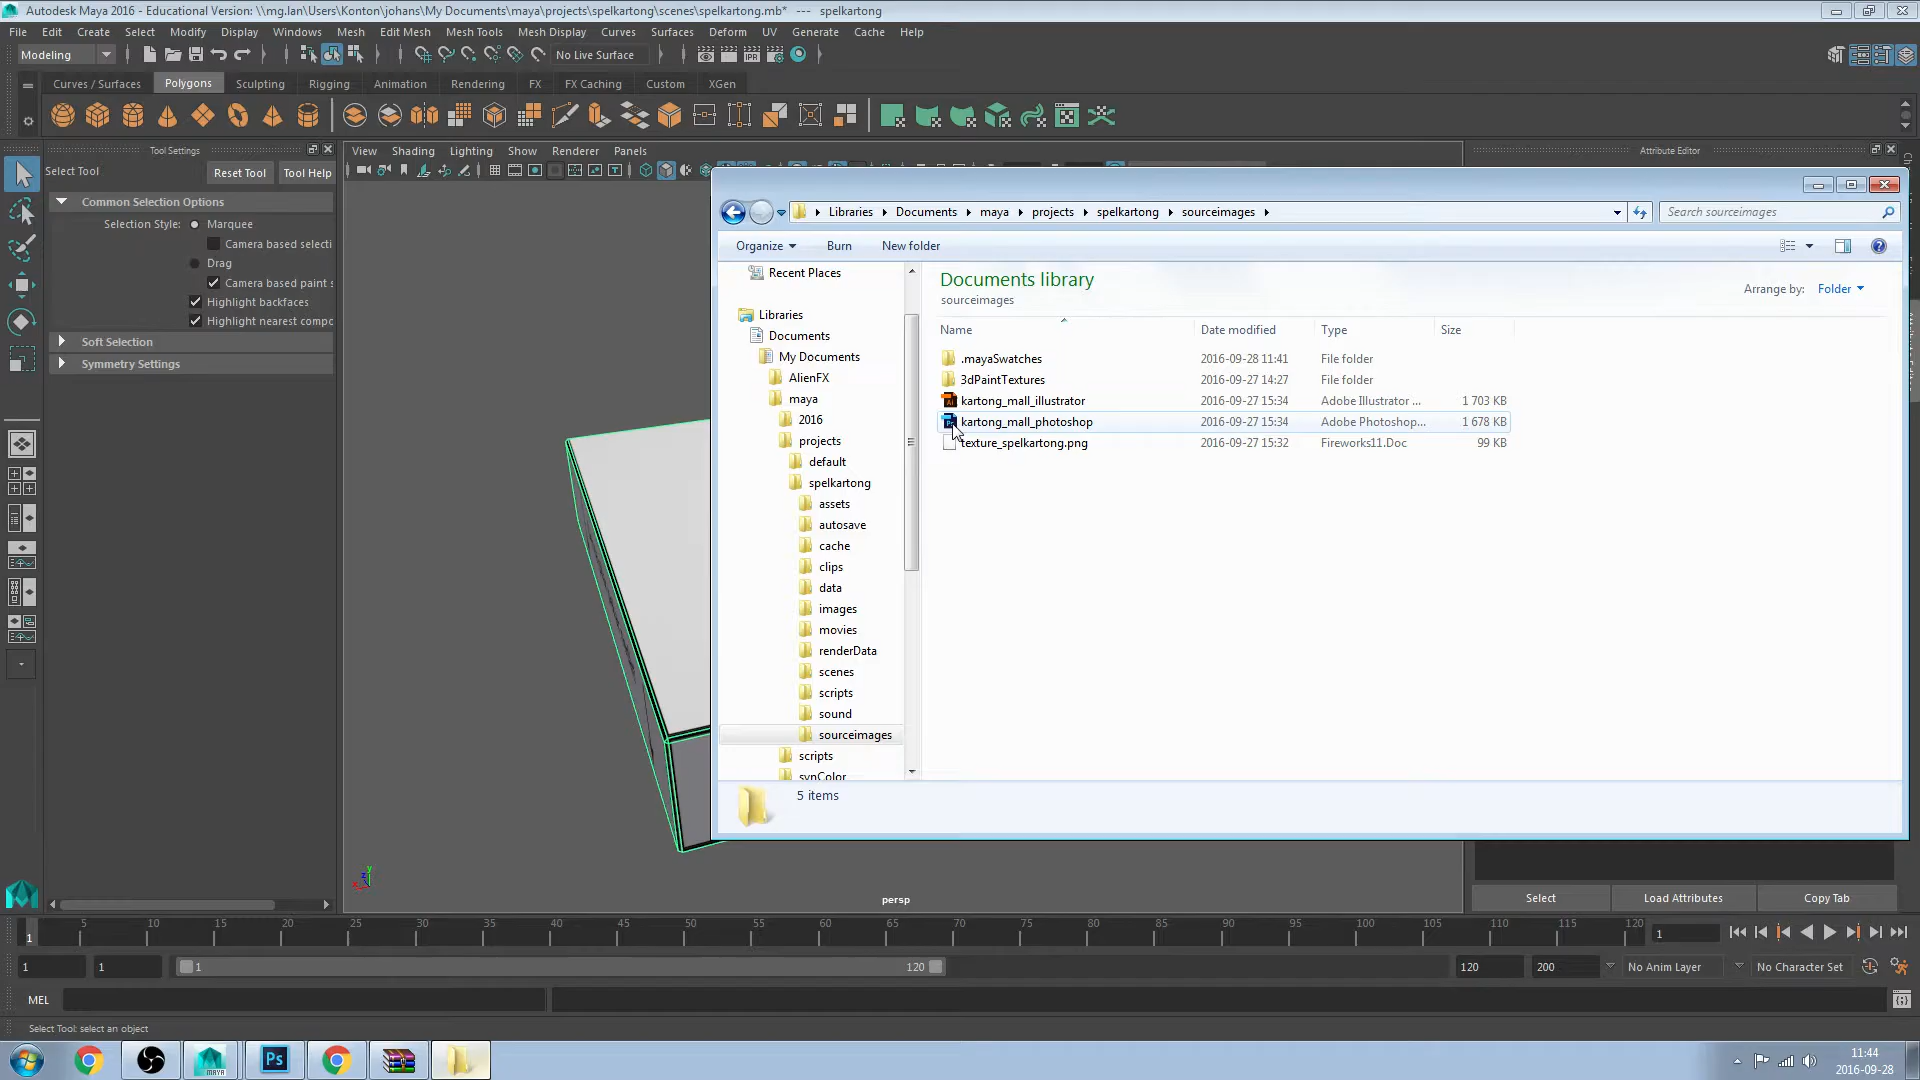 Autodesk Maya 2016 - Educational Version: \\mg.lan\Users\Konton\johans\My Documents\maya\projects\spelkartong\scenes\spelkartong.mb* --- spelkartong
File Edit Create Select Modify Display Windows Mesh Edit Mesh Mesh Tools Mesh Display Curves Surfaces Deform UV Generate Cache Help
Modeling No Live Surface
Curves / Surfaces Polygons Sculpting Rigging Animation Rendering FX FX Caching Custom XGen
Tool Settings
Select Tool
Reset Tool Tool Help
Common Selection Options
Selection Style: Marquee
Camera based selecti
Drag
Camera based paint s
Highlight backfaces
Highlight nearest compo
Soft Selection
Symmetry Settings
View Shading Lighting Show Renderer Panels
Attribute Editor
Libraries Documents maya projects spelkartong sourceimages
Search sourceimages
Organize Burn New folder
Recent Places
Libraries
Documents
My Documents
AlienFX
maya
2016
projects
default
spelkartong
assets
autosave
cache
clips
data
images
movies
renderData
scenes
scripts
sound
sourceimages
scripts
synColor
Documents library
sourceimages
Arrange by: Folder
Name Date modified Type Size
.mayaSwatches 2016-09-28 11:41 File folder
3dPaintTextures 2016-09-27 14:27 File folder
kartong_mall_illustrator 2016-09-27 15:34 Adobe Illustrator ... 1 703 KB
kartong_mall_photoshop 2016-09-27 15:34 Adobe Photoshop... 1 678 KB
texture_spelkartong.png 2016-09-27 15:32 Fireworks11.Doc 99 KB
5 items
persp
Select Load Attributes Copy Tab
5 10 15 20 25 30 35 40 45 50 55 60 65 70 75 80 85 90 95 100 105 110 115 120
1 1
1 1 1 120 120 200 No Anim Layer No Character Set
MEL
Select Tool: select an object
MAYA Ps
11:44
2016-09-28